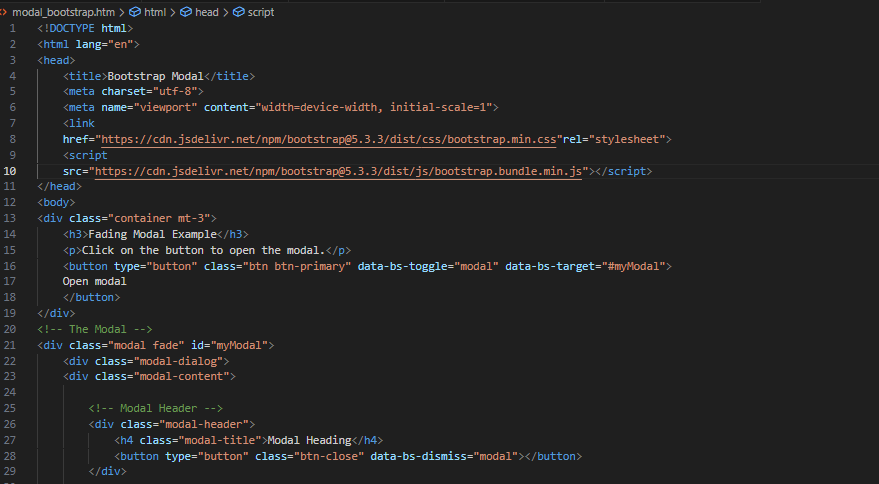 modal_bootstrap.htm > html > head > script
1 <!DOCTYPE html>
2 <html lang="en">
3 <head>
4 <title>Bootstrap Modal</title>
5 <meta charset="utf-8">
6 <meta name="viewport" content="width=device-width, initial-scale=1">
7 <link
8 href="https://cdn.jsdelivr.net/npm/bootstrap@5.3.3/dist/css/bootstrap.min.css"rel="stylesheet">
9 <script
10 src="https://cdn.jsdelivr.net/npm/bootstrap@5.3.3/dist/js/bootstrap.bundle.min.js"></script>
11 </head>
12 <body>
13 <div class="container mt-3">
14 <h3>Fading Modal Example</h3>
15 <p>Click on the button to open the modal.</p>
16 <button type="button" class="btn btn-primary" data-bs-toggle="modal" data-bs-target="#myModal">
17 Open modal
18 </button>
19 </div>
20 <!-- The Modal -->
21 <div class="modal fade" id="myModal">
22 <div class="modal-dialog">
23 <div class="modal-content">
24
25 <!-- Modal Header -->
26 <div class="modal-header">
27 <h4 class="modal-title">Modal Heading</h4>
28 <button type="button" class="btn-close" data-bs-dismiss="modal"></button>
29 </div>